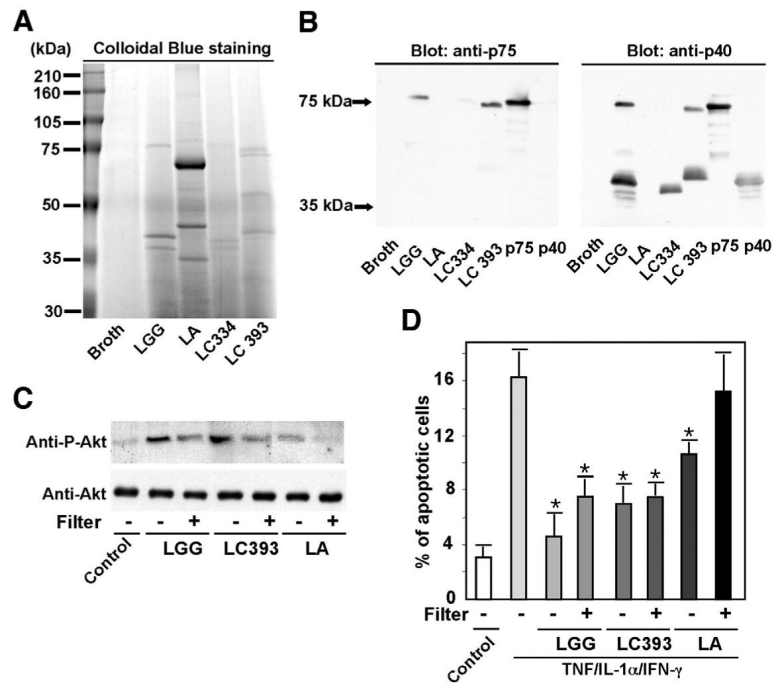 A
(kDa)
Colloidal Blue staining
210
160
105
75
50
35
30
Broth
LGG
LA
LC334
LC 393
B
Blot: anti-p75
Blot: anti-p40
75 kDa
35 kDa
Broth
LGG
LA
LC334
LC 393
p75
p40
Broth
LGG
LA
LC334
LC 393
p75
p40
C
Anti-P-Akt
Anti-Akt
Filter - - + - + - +
Control
LGG
LC393
LA
D
% of apoptotic cells
16
12
8
4
0
* * * * *
Filter - - - + - + - +
Control
LGG
LC393
LA
TNF/IL-1α/IFN-γ